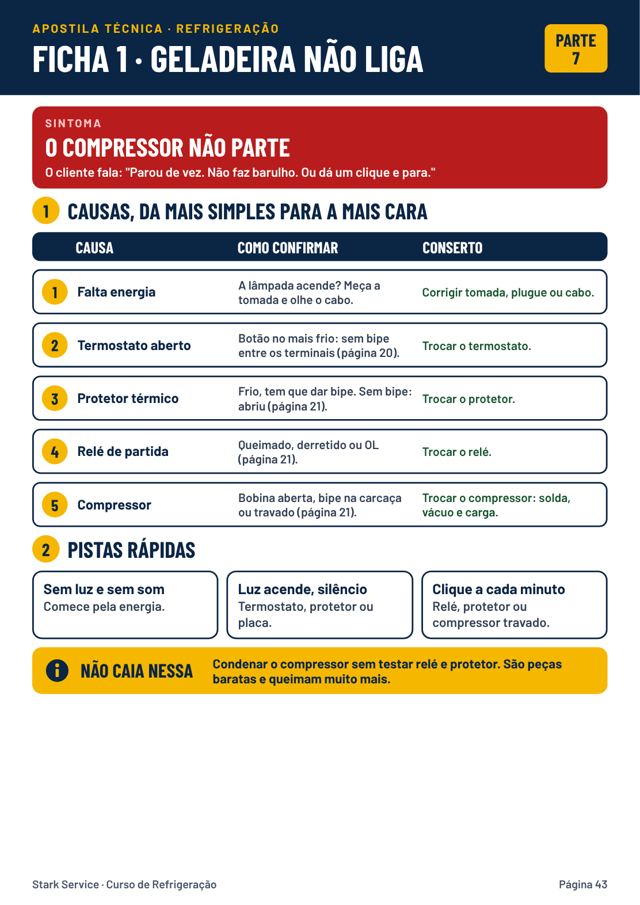 APOSTILA TÉCNICA · REFRIGERAÇÃO
FICHA 1 · GELADEIRA NÃO LIGA
PARTE
7
SINTOMA
O COMPRESSOR NÃO PARTE
O cliente fala: "Parou de vez. Não faz barulho. Ou dá um clique e para."
1 CAUSAS, DA MAIS SIMPLES PARA A MAIS CARA
CAUSA COMO CONFIRMAR CONSERTO
1 Falta energia
A lâmpada acende? Meça a
tomada e olhe o cabo.
Corrigir tomada, plugue ou cabo.
2 Termostato aberto
Botão no mais frio: sem bipe
entre os terminais (página 20).
Trocar o termostato.
3 Protetor térmico
Frio, tem que dar bipe. Sem bipe:
abriu (página 21).
Trocar o protetor.
4 Relé de partida
Queimado, derretido ou OL
(página 21).
Trocar o relé.
5 Compressor
Bobina aberta, bipe na carcaça
ou travado (página 21).
Trocar o compressor: solda,
vácuo e carga.
2 PISTAS RÁPIDAS
Sem luz e sem som
Comece pela energia.
Luz acende, silêncio
Termostato, protetor ou
placa.
Clique a cada minuto
Relé, protetor ou
compressor travado.
i NÃO CAIA NESSA
Condenar o compressor sem testar relé e protetor. São peças
baratas e queimam muito mais.
Stark Service · Curso de Refrigeração
Página 43